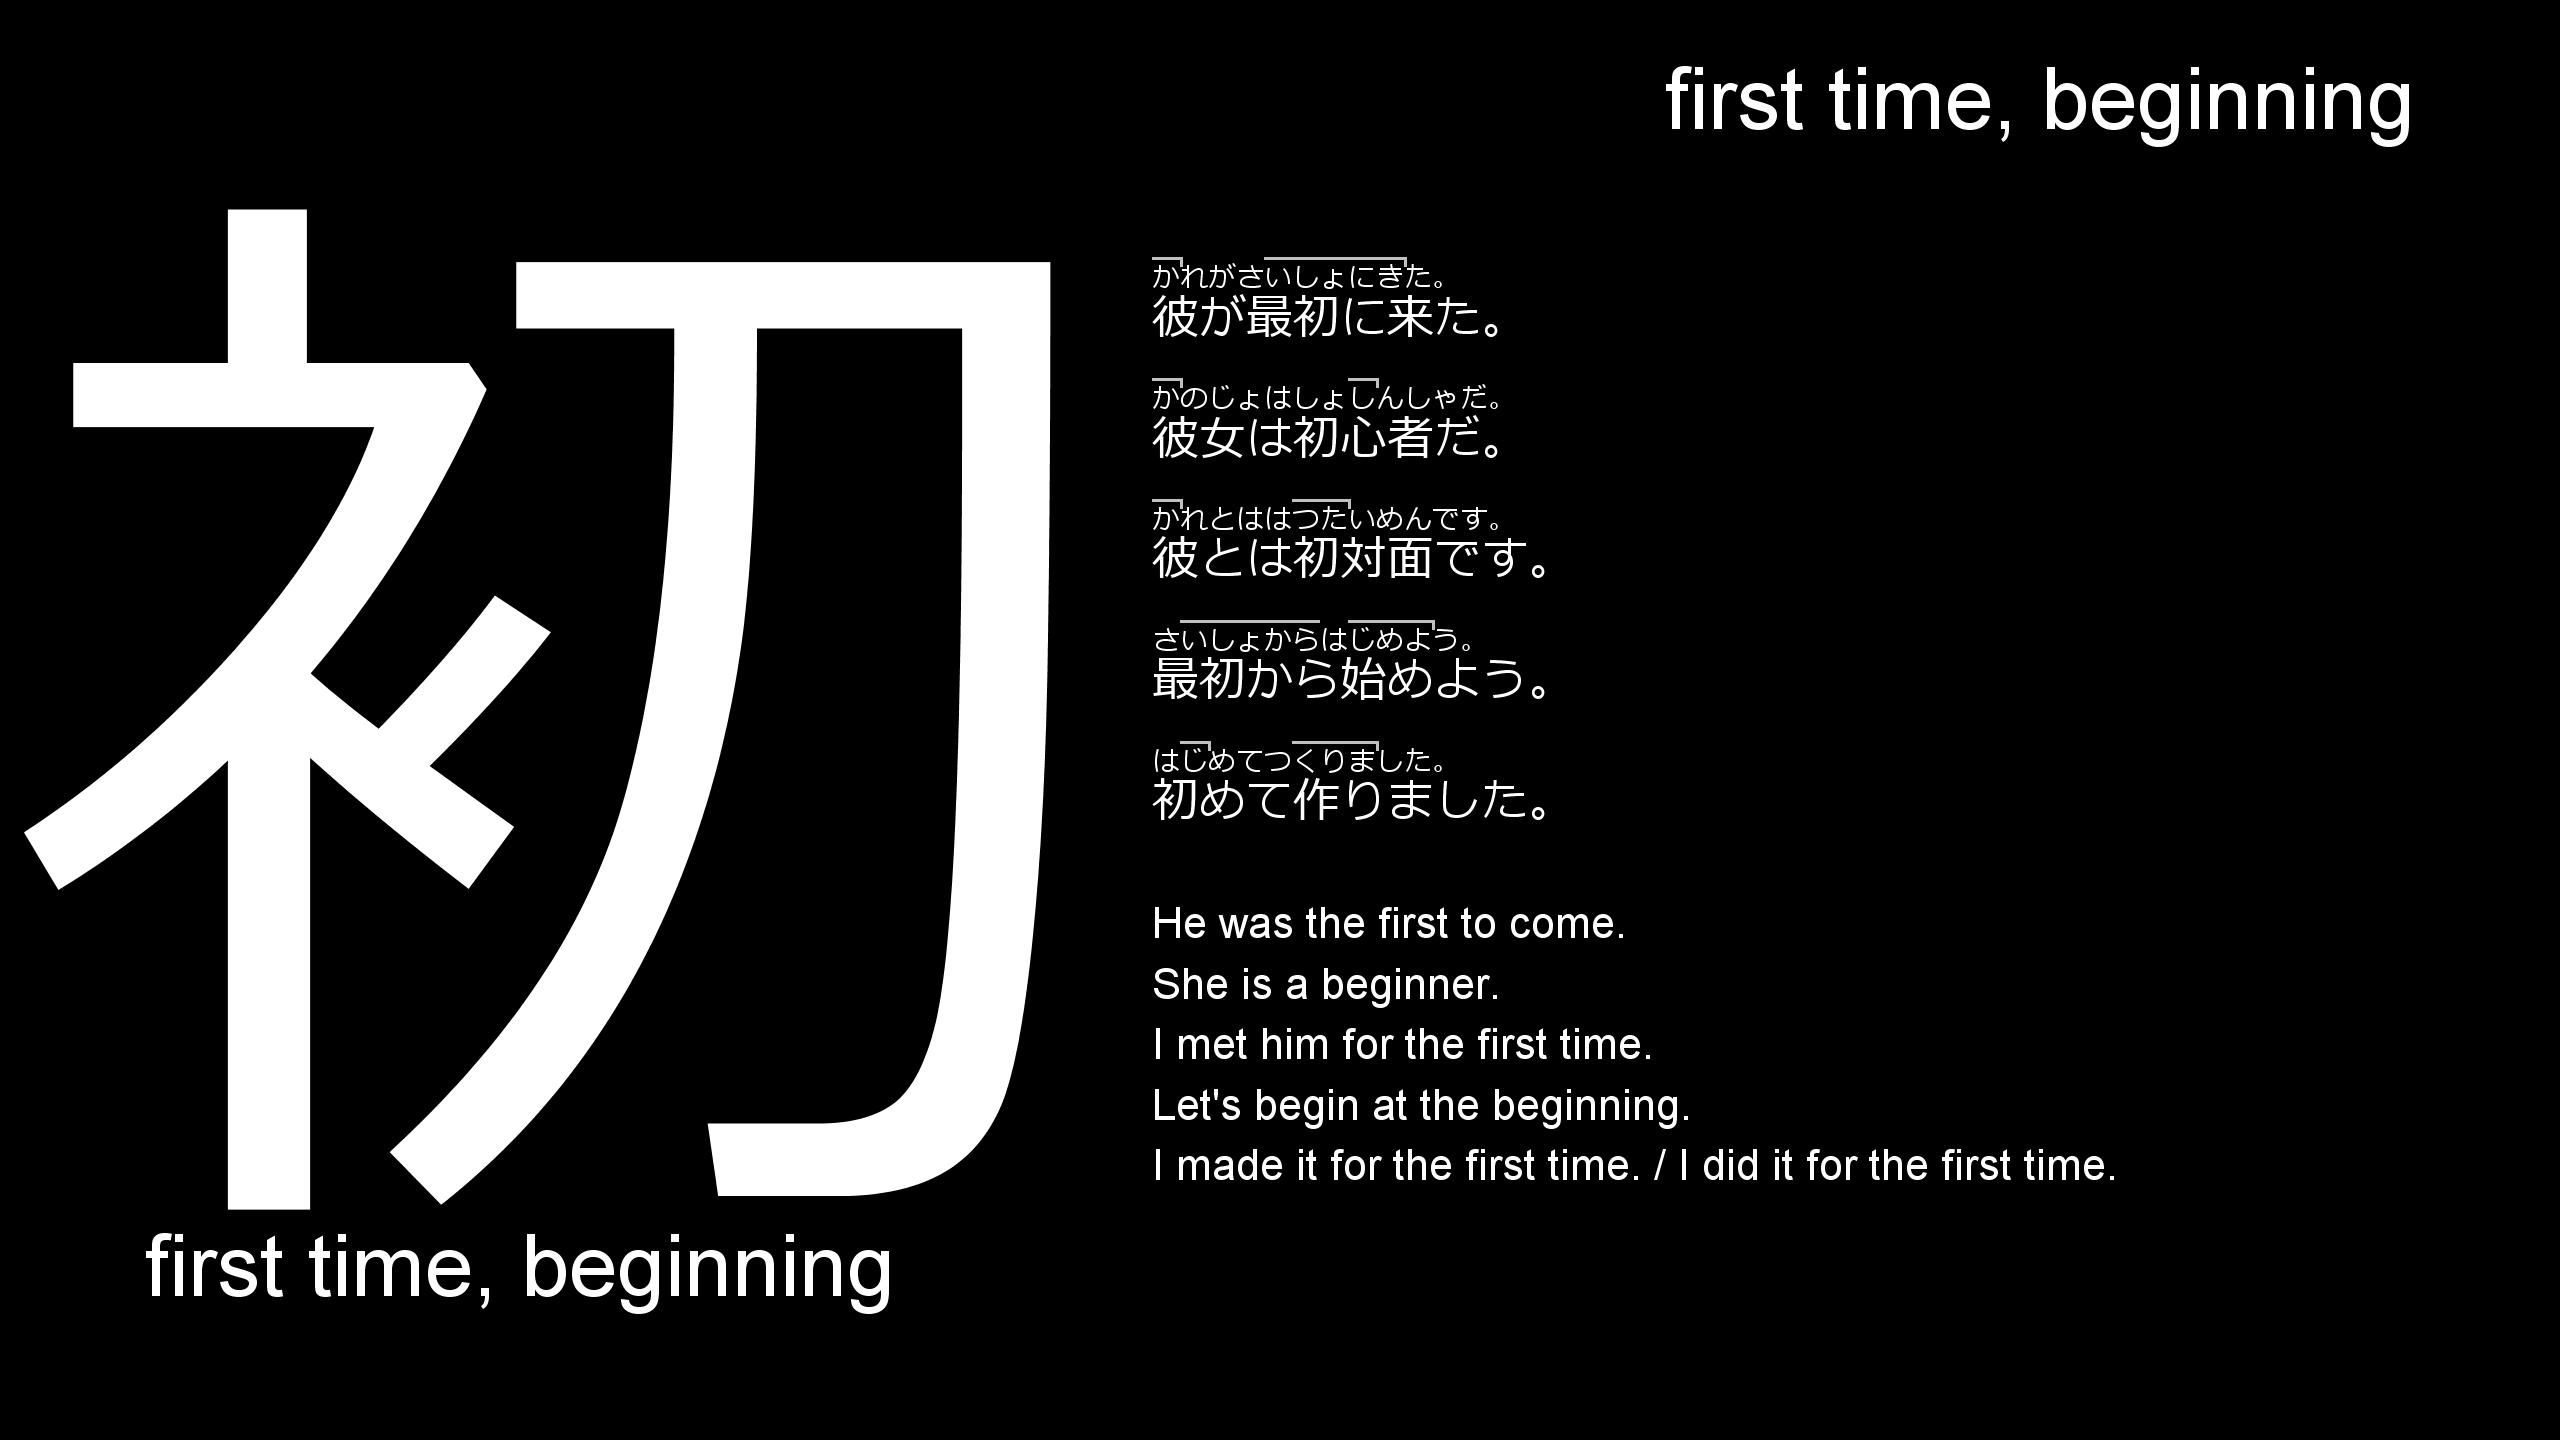 first time, beginning
初
かれがさいしょにきた。
彼が最初に来た。
かのじょはしょしんしゃだ。
彼女は初心者だ。
かれとははつたいめんです。
彼とは初対面です。
さいしょからはじめよう。
最初から始めよう。
はじめてつくりました。
初めて作りました。
He was the first to come.
She is a beginner.
I met him for the first time.
Let's begin at the beginning.
I made it for the first time. / I did it for the first time.
first time, beginning